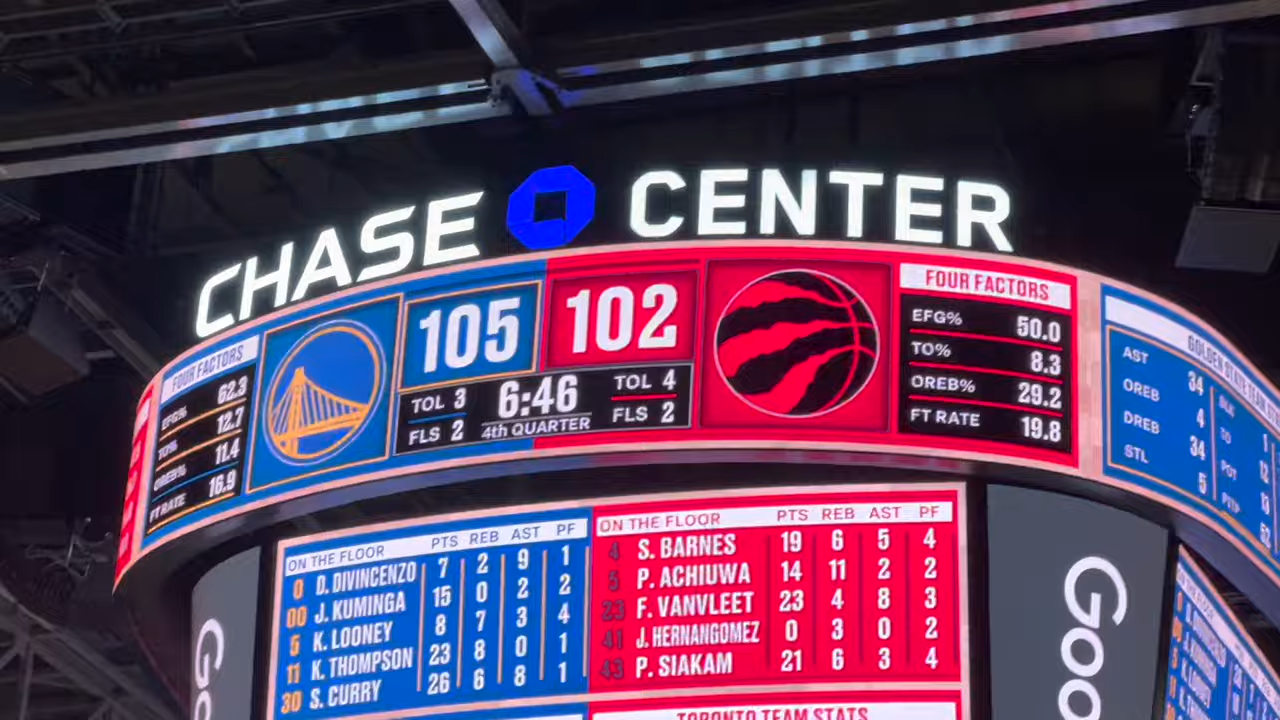 CHASE CENTER
FOUR FACTORS
EFG% 62.3
TO% 12.7
OREB% 11.4
FT RATE 16.9
105 102
TOL 3 6:46 TOL 4
FLS 2 4th QUARTER FLS 2
FOUR FACTORS
EFG% 50.0
TO% 8.3
OREB% 29.2
FT RATE 19.8
GOLDEN STATE TEAM
AST 34
OREB 4
DREB 34
STL 5
ON THE FLOOR PTS REB AST PF
0 D. DIVINCENZO 7 2 9 1
00 J. KUMINGA 15 0 2 2
5 K. LOONEY 8 7 3 4
11 K. THOMPSON 23 8 0 1
30 S. CURRY 26 6 8 1
ON THE FLOOR PTS REB AST PF
4 S. BARNES 19 6 5 4
5 P. ACHIUWA 14 11 2 2
23 F. VANVLEET 23 4 8 3
41 J. HERNANGOMEZ 0 3 0 2
43 P. SIAKAM 21 6 3 4
TORONTO TEAM STATS
Go
Goo